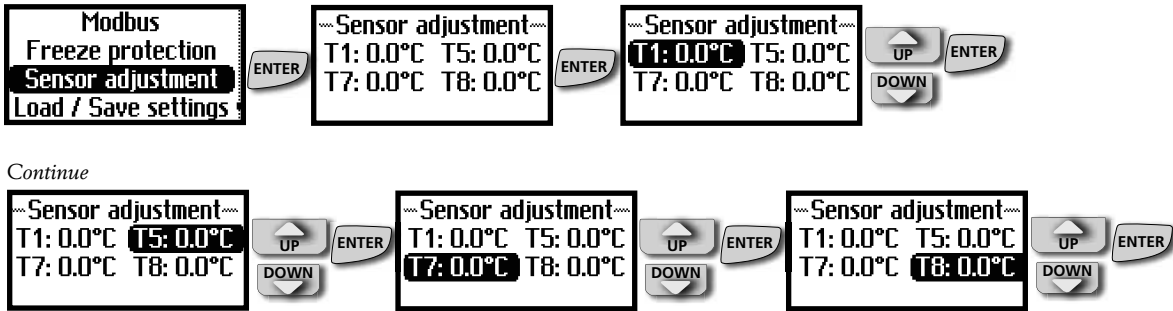 Modbus
Freeze protection
Sensor adjustment
Load / Save settings
ENTER
Sensor adjustment
T1: 0.0°C T5: 0.0°C
T7: 0.0°C T8: 0.0°C
ENTER
Sensor adjustment
T1: 0.0°C T5: 0.0°C
T7: 0.0°C T8: 0.0°C
UP
DOWN
ENTER
Continue
Sensor adjustment
T1: 0.0°C T5: 0.0°C
T7: 0.0°C T8: 0.0°C
UP
DOWN
ENTER
Sensor adjustment
T1: 0.0°C T5: 0.0°C
T7: 0.0°C T8: 0.0°C
UP
DOWN
ENTER
Sensor adjustment
T1: 0.0°C T5: 0.0°C
T7: 0.0°C T8: 0.0°C
UP
DOWN
ENTER